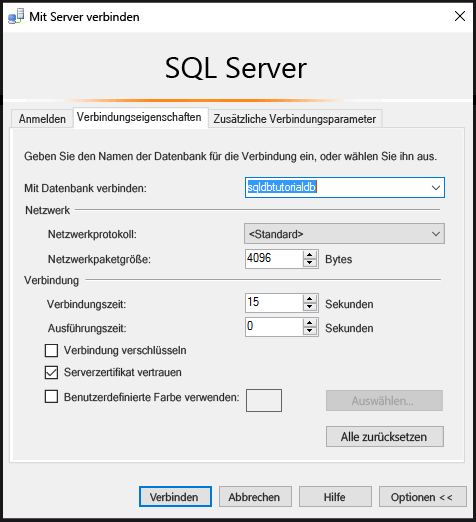 Mit Server verbinden
SQL Server
Anmelden Verbindungseigenschaften Zusätzliche Verbindungsparameter
Geben Sie den Namen der Datenbank für die Verbindung ein, oder wählen Sie ihn aus.
Mit Datenbank verbinden: sqldbtutorialdb
Netzwerk
Netzwerkprotokoll: <Standard>
Netzwerkpaketgröße: 4096 Bytes
Verbindung
Verbindungszeit: 15 Sekunden
Ausführungszeit: 0 Sekunden
Verbindung verschlüsseln
Serverzertifikat vertrauen
Benutzerdefinierte Farbe verwenden: Auswählen...
Alle zurücksetzen
Verbinden Abbrechen Hilfe Optionen <<